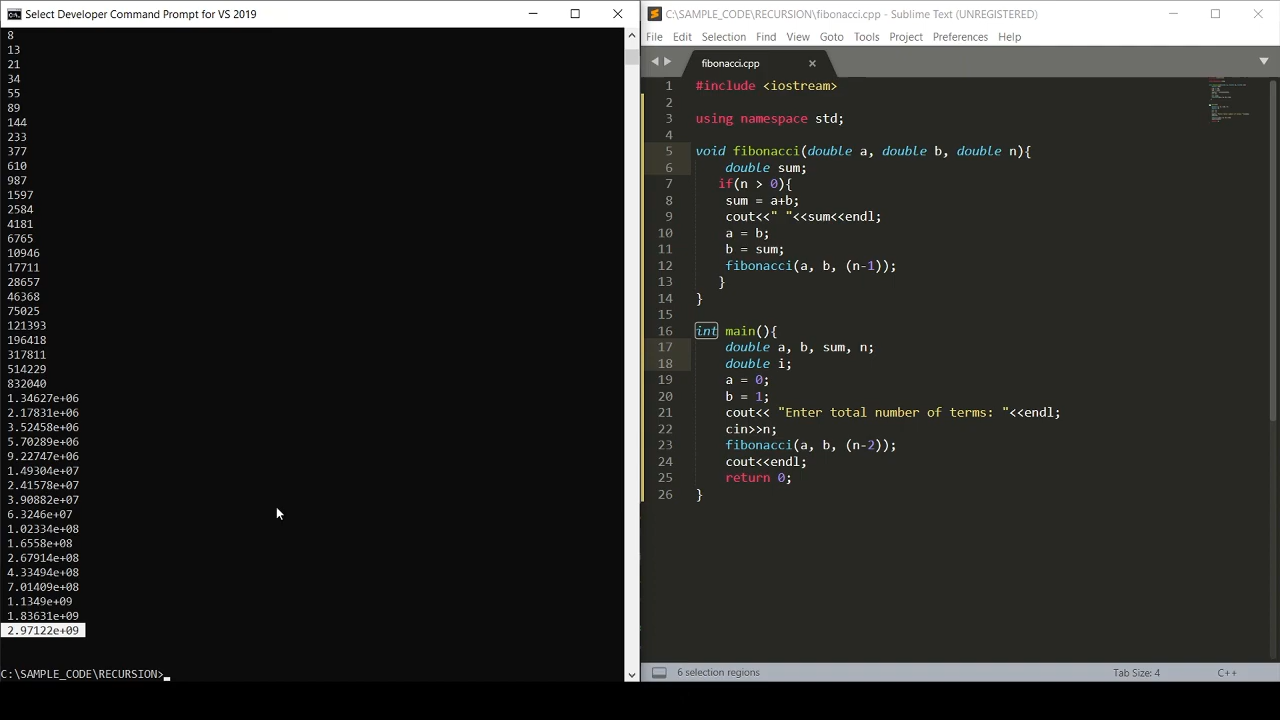 Select Developer Command Prompt for VS 2019
8
13
21
34
55
89
144
233
377
610
987
1597
2584
4181
6765
10946
17711
28657
46368
75025
121393
196418
317811
514229
832040
1.34627e+06
2.17831e+06
3.52458e+06
5.70289e+06
9.22747e+06
1.49304e+07
2.41578e+07
3.90882e+07
6.3246e+07
1.02334e+08
1.6558e+08
2.67914e+08
4.33494e+08
7.01409e+08
1.1349e+09
1.83631e+09
2.97122e+09
C:\SAMPLE_CODE\RECURSION>
C:\SAMPLE_CODE\RECURSION\fibonacci.cpp - Sublime Text (UNREGISTERED)
File Edit Selection Find View Goto Tools Project Preferences Help
fibonacci.cpp
1 #include <iostream>
2
3 using namespace std;
4
5 void fibonacci(double a, double b, double n){
6 double sum;
7 if(n > 0){
8 sum = a+b;
9 cout<<" "<<sum<<endl;
10 a = b;
11 b = sum;
12 fibonacci(a, b, (n-1));
13 }
14 }
15
16 int main(){
17 double a, b, sum, n;
18 double i;
19 a = 0;
20 b = 1;
21 cout<< "Enter total number of terms: "<<endl;
22 cin>>n;
23 fibonacci(a, b, (n-2));
24 cout<<endl;
25 return 0;
26 }
6 selection regions
Tab Size: 4
C++